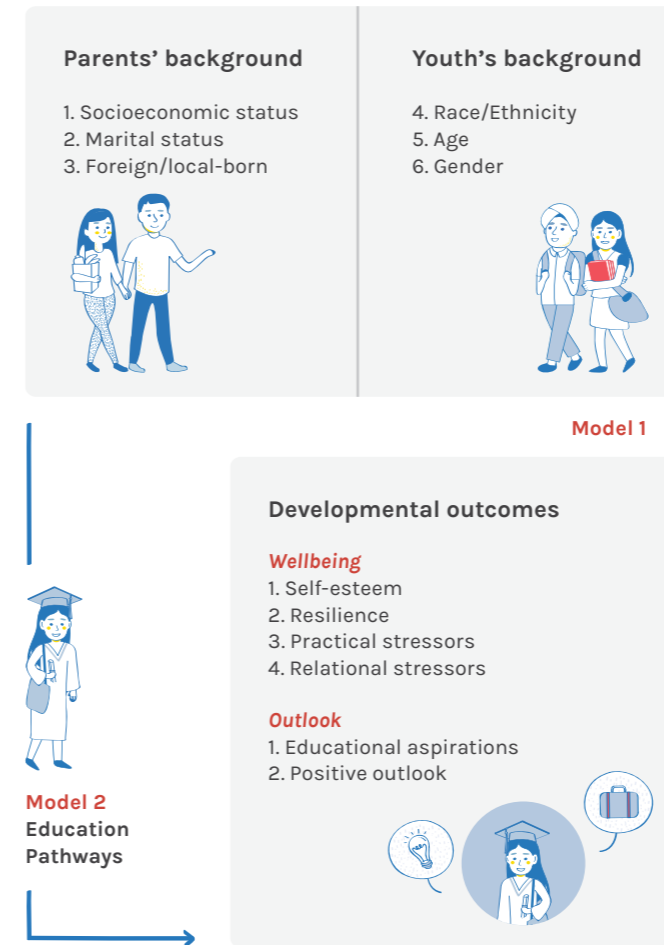 Parents’ background
1. Socioeconomic status
2. Marital status
3. Foreign/local-born
Youth’s background
4. Race/Ethnicity
5. Age
6. Gender
Model 1
Developmental outcomes
Wellbeing
1. Self-esteem
2. Resilience
3. Practical stressors
4. Relational stressors
Outlook
1. Educational aspirations
2. Positive outlook
Model 2
Education
Pathways